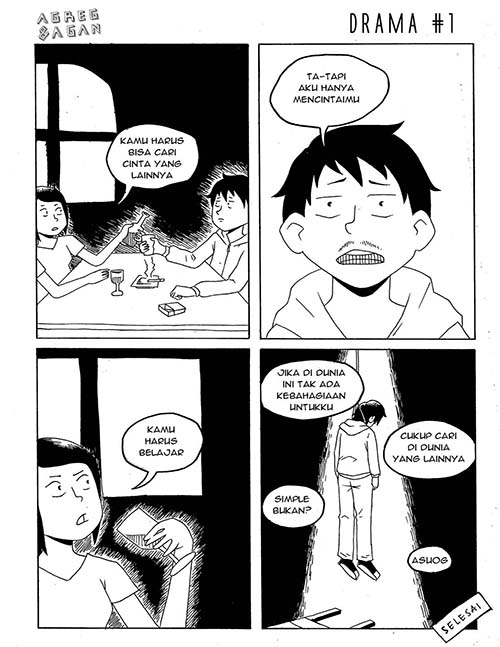 AGREG
SAGAN
DRAMA #1
KAMU HARUS
BISA CARI
CINTA YANG
LAINNYA
TA-TAPI
AKU HANYA
MENCINTAIMU
KAMU
HARUS
BELAJAR
JIKA DI DUNIA
INI TAK ADA
KEBAHAGIAAN
UNTUKKU
CUKUP CARI
DI DUNIA
YANG LAINNYA
SIMPLE
BUKAN?
ASUOG
SELESAI